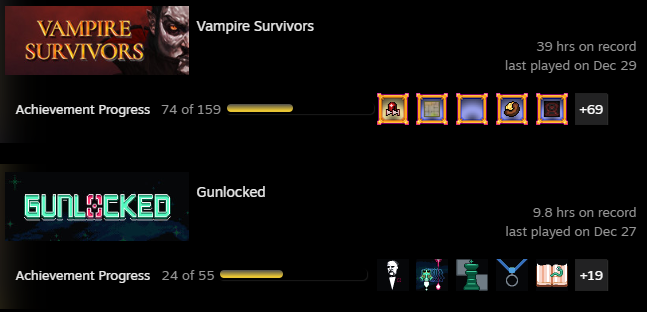 VAMPIRE
SURVIVORS
Vampire Survivors
39 hrs on record
last played on Dec 29
Achievement Progress 74 of 159
+69
GUNLOCKED
Gunlocked
9.8 hrs on record
last played on Dec 27
Achievement Progress 24 of 55
+19